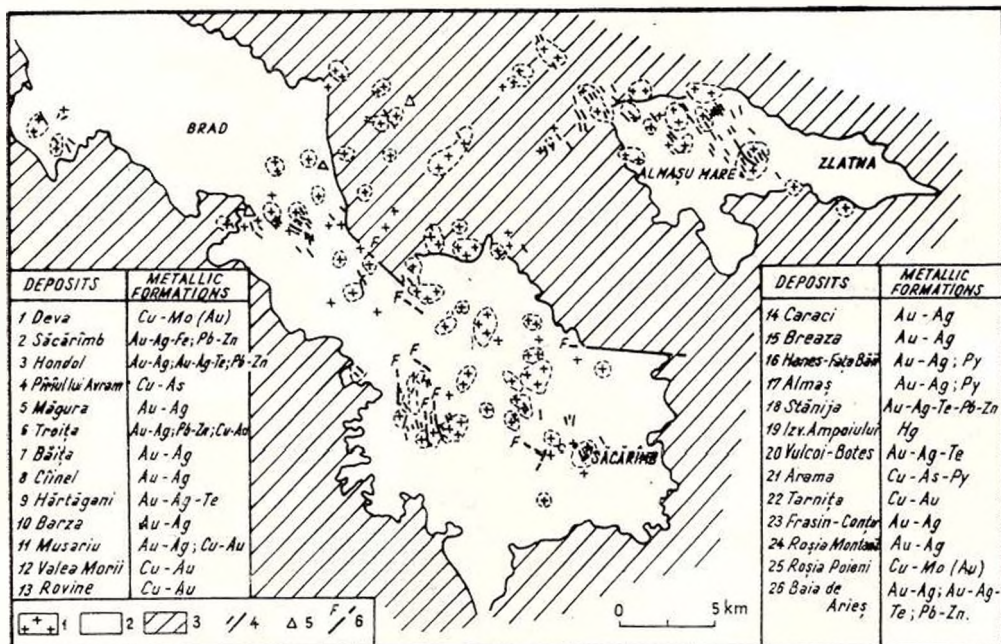 BRAD
ZLATNA
ALMAȘU MARE
F
F
F
F
F
F
F
SĂCĂRÎMB
DEPOSITS METALLIC FORMATIONS
1 Deva Cu-Mo (Au)
2 Săcărîmb Au-Ag-Fe; Pb-Zn
3 Hondol Au-Ag; Au-Ag-Te; Pb-Zn
4 Pîrîul lui Avram Cu-As
5 Măgura Au-Ag
6 Troița Au-Ag; Pb-Zn; Cu-Au
7 Băița Au-Ag
8 Cîinel Au-Ag
9 Hărtăgani Au-Ag-Te
10 Barza Au-Ag
11 Musariu Au-Ag; Cu-Au
12 Valea Morii Cu-Au
13 Rovine Cu-Au
DEPOSITS METALLIC FORMATIONS
14 Caraci Au-Ag
15 Breaza Au-Ag
16 Hanes-Fața Băii Au-Ag; Py
17 Almaș Au-Ag; Py
18 Stănija Au-Ag-Te-Pb-Zn
19 Izv. Ampoiului Hg
20 Vulcoi-Boteș Au-Ag-Te
21 Arama Cu-As-Py
22 Tarnița Cu-Au
23 Frasin-Au-Ag
24 Roșia Montană Au-Ag
25 Roșia Poieni Cu-Mo (Au)
26 Baia de Arieș Au-Ag; Au-Ag-
Te; Pb-Zn.
1 2 3 4 5 F 6
0 5 km